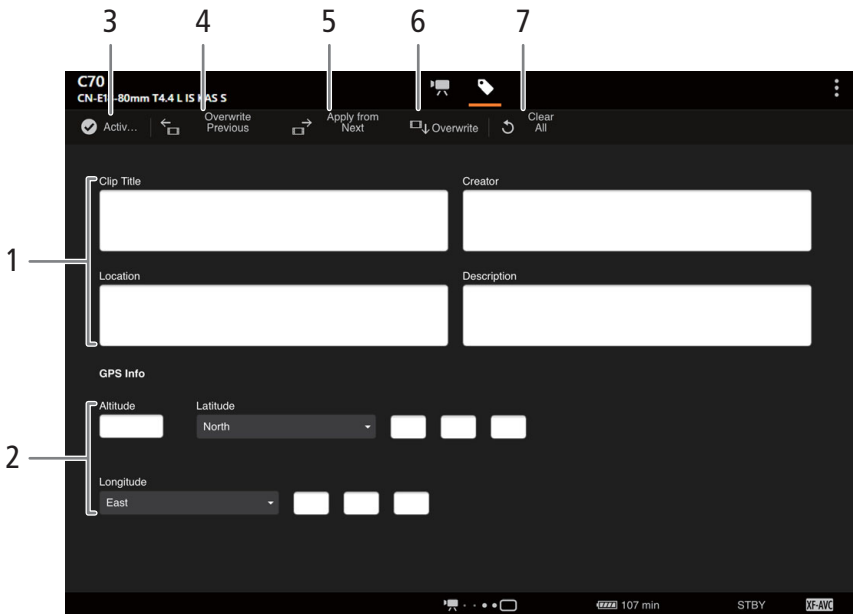 3 4 5 6 7
C70
CN-E18-80mm T4.4 L IS KAS S
Activ...
Overwrite
Previous
Apply from
Next
Overwrite
Clear
All
1
Clip Title
Creator
Location
Description
GPS Info
2
Altitude
Latitude
North
Longitude
East
107 min
STBY
XF-AVC